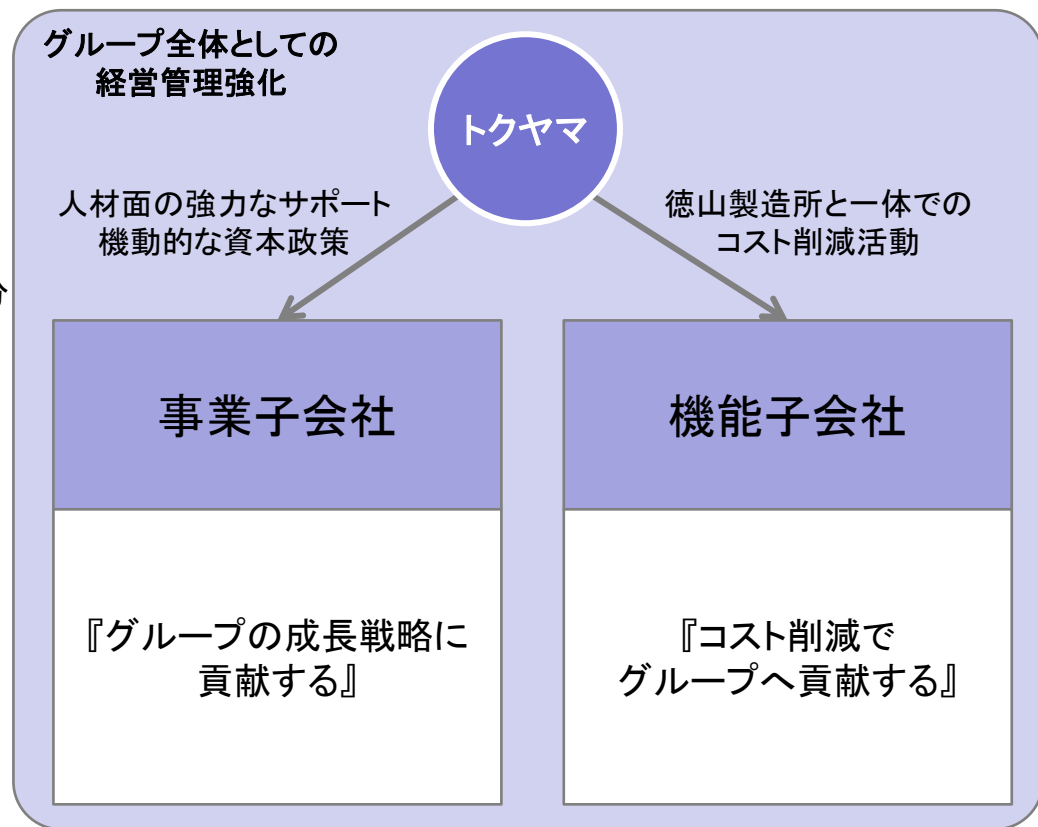 グループ全体としての
経営管理強化
トクヤマ
人材面の強力なサポート
機動的な資本政策
徳山製造所と一体での
コスト削減活動
事業子会社
機能子会社
『グループの成長戦略に
貢献する』
『コスト削減で
グループへ貢献する』